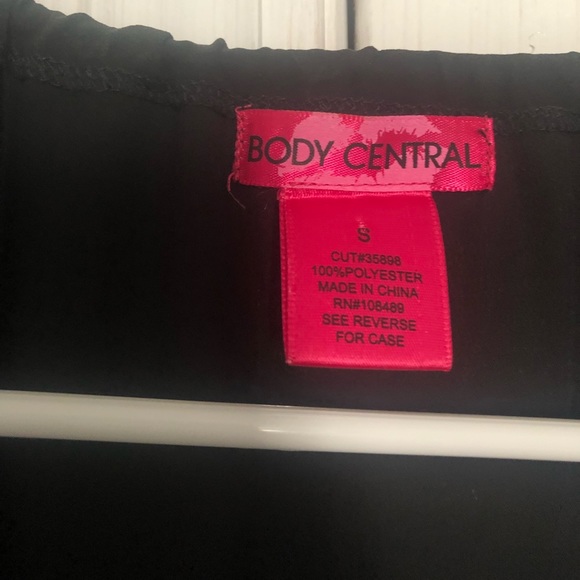 BODY CENTRAL
S
CUT#35898
100%POLYESTER
MADE IN CHINA
RN#108489
SEE REVERSE
FOR CASE